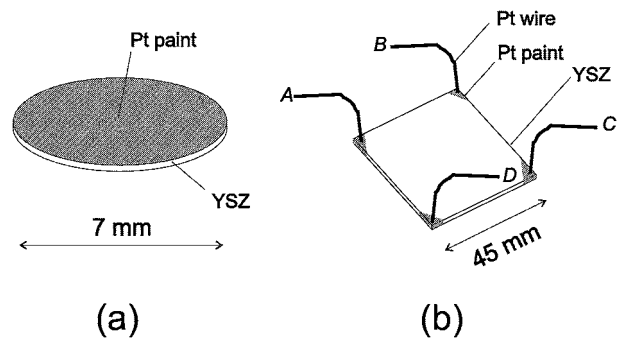 Pt paint
YSZ
7 mm
(a)
A
B
Pt wire
Pt paint
YSZ
C
D
45 mm
(b)